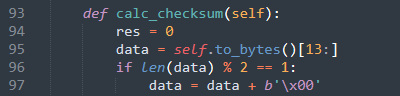 93 def calc_checksum(self):
94 res = 0
95 data = self.to_bytes()[13:]
96 if len(data) % 2 == 1:
97 data = data + b'\x00'